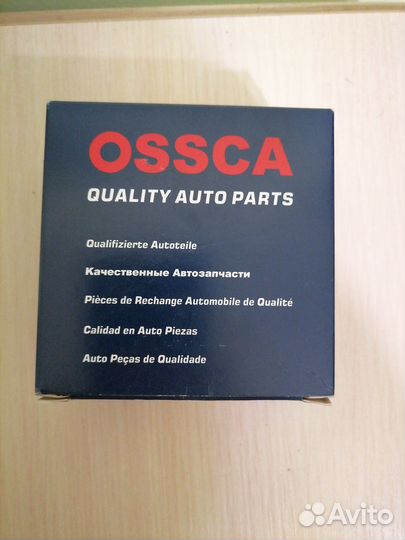 OSSCA
QUALITY AUTO PARTS
Qualifizierte Autoteile
Качественные Автозапчасти
Pièces de Rechange Automobile de Qualité
Calidad en Auto Piezas
Auto Peças de Qualidade
Avito